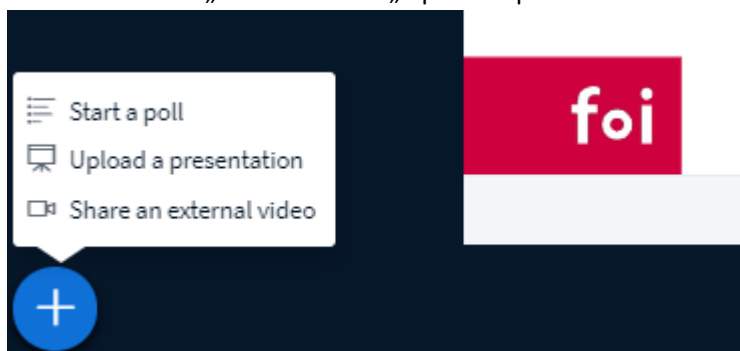 Start a poll
Upload a presentation
Share an external video
foi